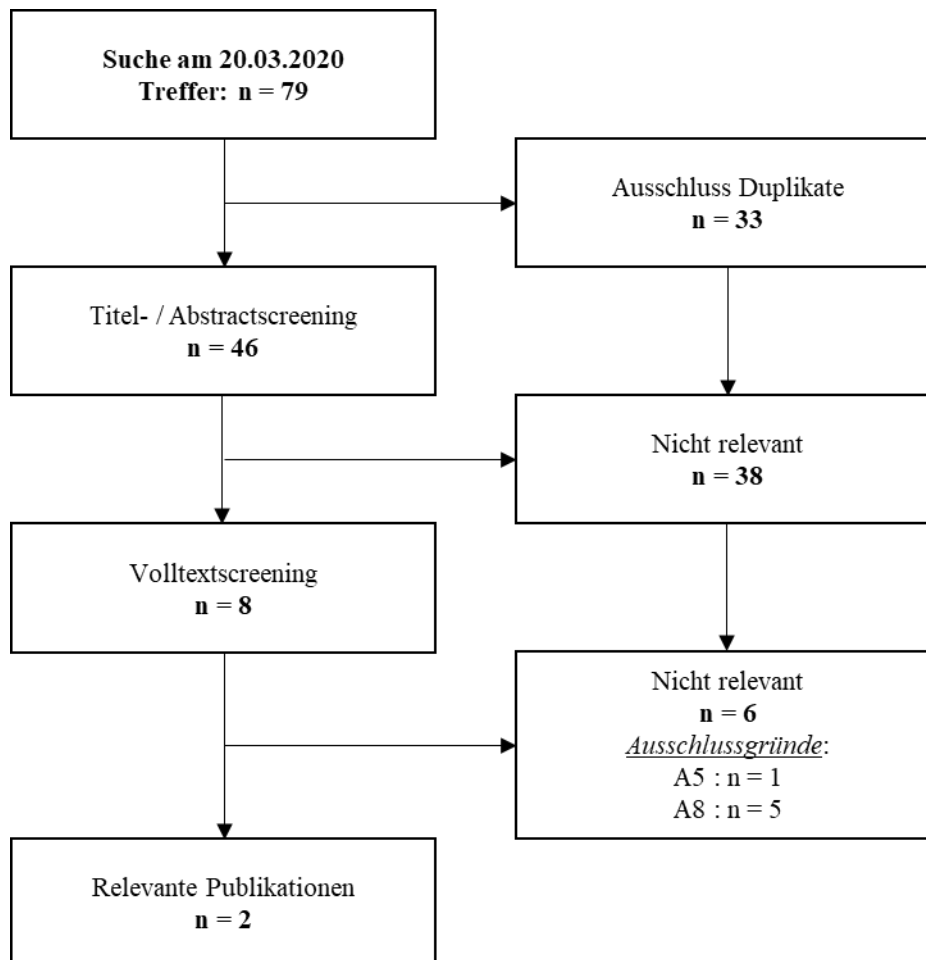 Suche am 20.03.2020
Treffer: n = 79
Ausschluss Duplikate
n = 33
Titel- / Abstractscreening
n = 46
Nicht relevant
n = 38
Volltextscreening
n = 8
Nicht relevant
n = 6
Ausschlussgründe:
A5 : n = 1
A8 : n = 5
Relevante Publikationen
n = 2